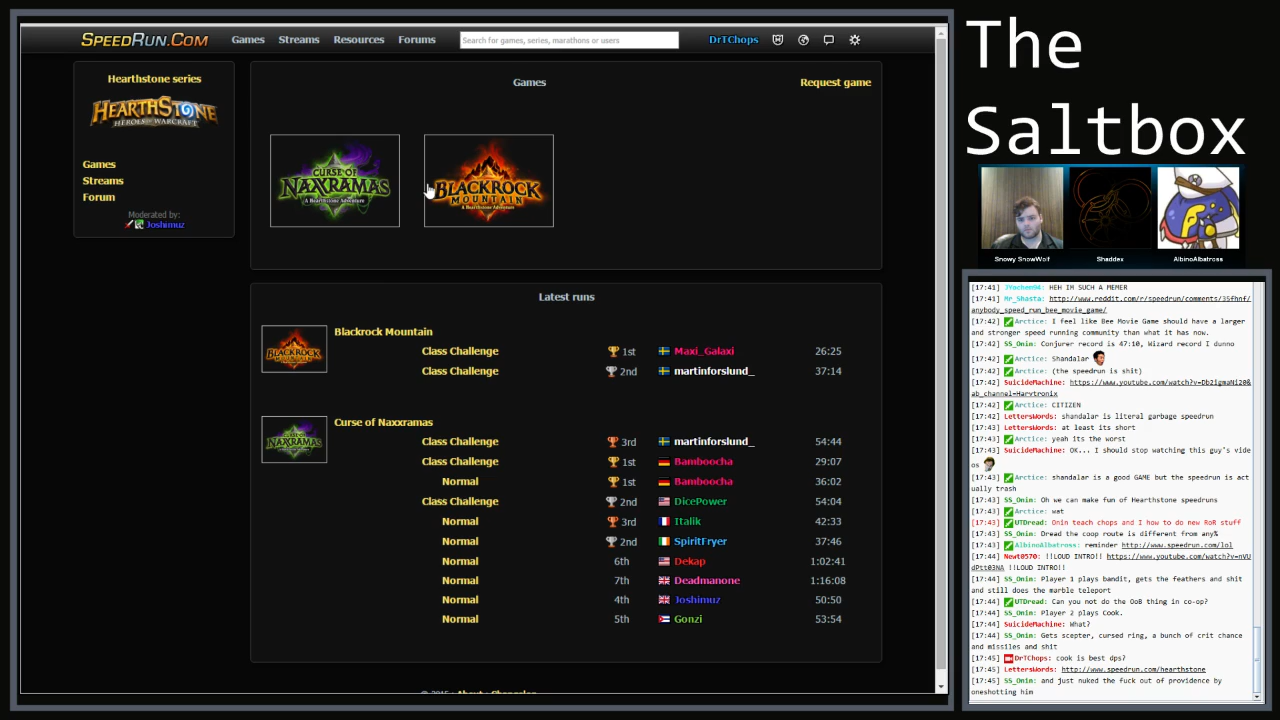 SPEEDRUN.COM Games Streams Resources Forums Search for games, series, marathons or users DrTChops
Hearthstone series
HEARTHSTONE
HEROES OF WARCRAFT
Games
Streams
Forum
Moderated by:
Joshimuz
Games Request game
CURSE OF
NAXXRAMAS
A Hearthstone Adventure
BLACKROCK
MOUNTAIN
A Hearthstone Adventure
Latest runs
Blackrock Mountain
Class Challenge 1st Maxi_Galaxi 26:25
Class Challenge 2nd martinforslund_ 37:14
Curse of Naxxramas
Class Challenge 3rd martinforslund_ 54:44
Class Challenge 1st Bamboocha 29:07
Normal 1st Bamboocha 36:02
Class Challenge 2nd DicePower 54:04
Normal 3rd Italik 42:33
Normal 2nd SpiritFryer 37:46
Normal 6th Dekap 1:02:41
Normal 7th Deadmanone 1:16:08
Normal 4th Joshimuz 50:50
Normal 5th Gonzi 53:54
The
Saltbox
Snowy SnowWolf Shaddex AlbinoAlbatross
[17:41] HEH IM SUCH A MEMER
[17:41] Mr_Shasta: http://www.reddit.com/r/speedrun/comments/35fhnf/
anybody_speed_run_bee_movie_game/
[17:42] Arctice: I feel like Bee Movie Game should have a larger
and stronger speed running community than what it has now.
[17:42] SS_Onin: Conjurer record is 47:10, Wizard record I dunno
[17:42] Arctice: Shandalar
[17:42] Arctice: (the speedrun is shit)
[17:42] SuicideMachine: https://www.youtube.com/watch?v=Db2igmaNi20&
ab_channel=Harvtronix
[17:42] Arctice: CITIZEN
[17:42] LettersWords: shandalar is literal garbage speedrun
[17:43] LettersWords: at least its short
[17:43] Arctice: yeah its the worst
[17:43] SuicideMachine: OK... I should stop watching this guy's vide
os
[17:43] Arctice: shandalar is a good GAME but the speedrun is act
ually trash
[17:43] SS_Onin: Oh we can make fun of Hearthstone speedruns
[17:43] Arctice: wat
[17:43] UTDread: Onin teach chops and I how to do new RoR stuff
[17:43] SS_Onin: Dread the coop route is different from any%
[17:43] AlbinoAlbatross: reminder http://www.speedrun.com/lol
[17:44] Newt0570: !!LOUD INTRO!! https://www.youtube.com/watch?v=nVU
dPtt03NA !!LOUD INTRO!!
[17:44] SS_Onin: Player 1 plays bandit, gets the feathers and shit
and still does the marble teleport
[17:44] UTDread: Can you not do the OoB thing in co-op?
[17:44] SS_Onin: Player 2 plays Cook.
[17:44] SuicideMachine: What?
[17:44] SS_Onin: Gets scepter, cursed ring, a bunch of crit chance
and missiles and shit
[17:45] DrTChops: cook is best dps?
[17:45] LettersWords: http://www.speedrun.com/hearthstone
[17:45] SS_Onin: and just nuked the fuck out of providence by
oneshotting him